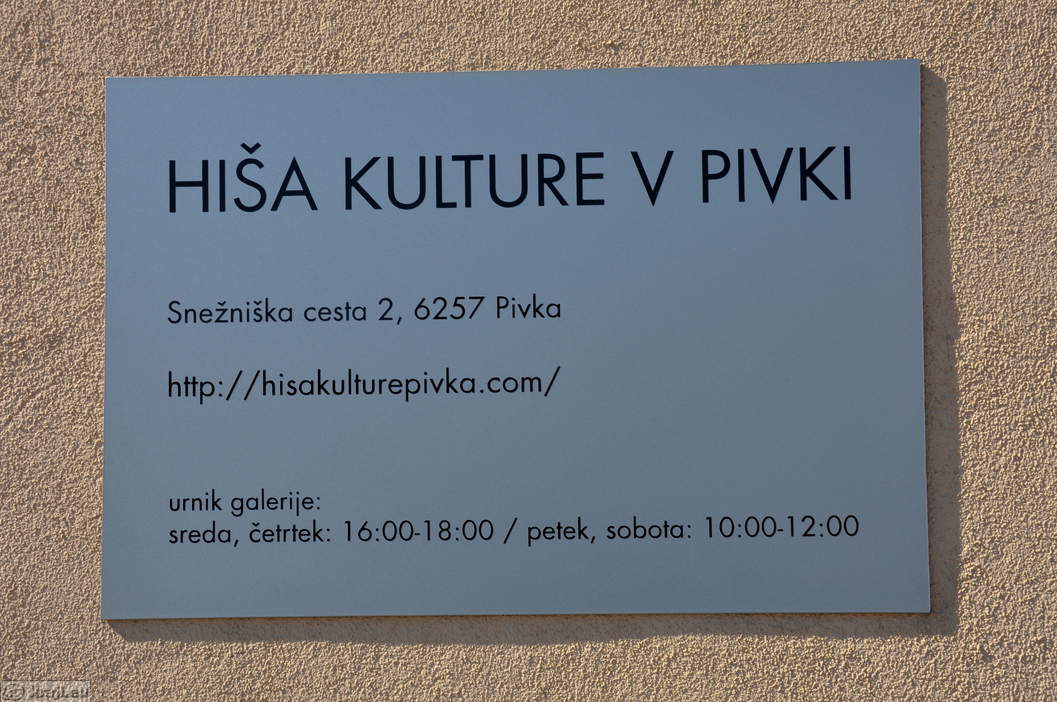 HIŠA KULTURE V PIVKI
Snežniška cesta 2, 6257 Pivka
http://hisakulturepivka.com/
urnik galerije:
sreda, četrtek: 16:00-18:00 / petek, sobota: 10:00-12:00